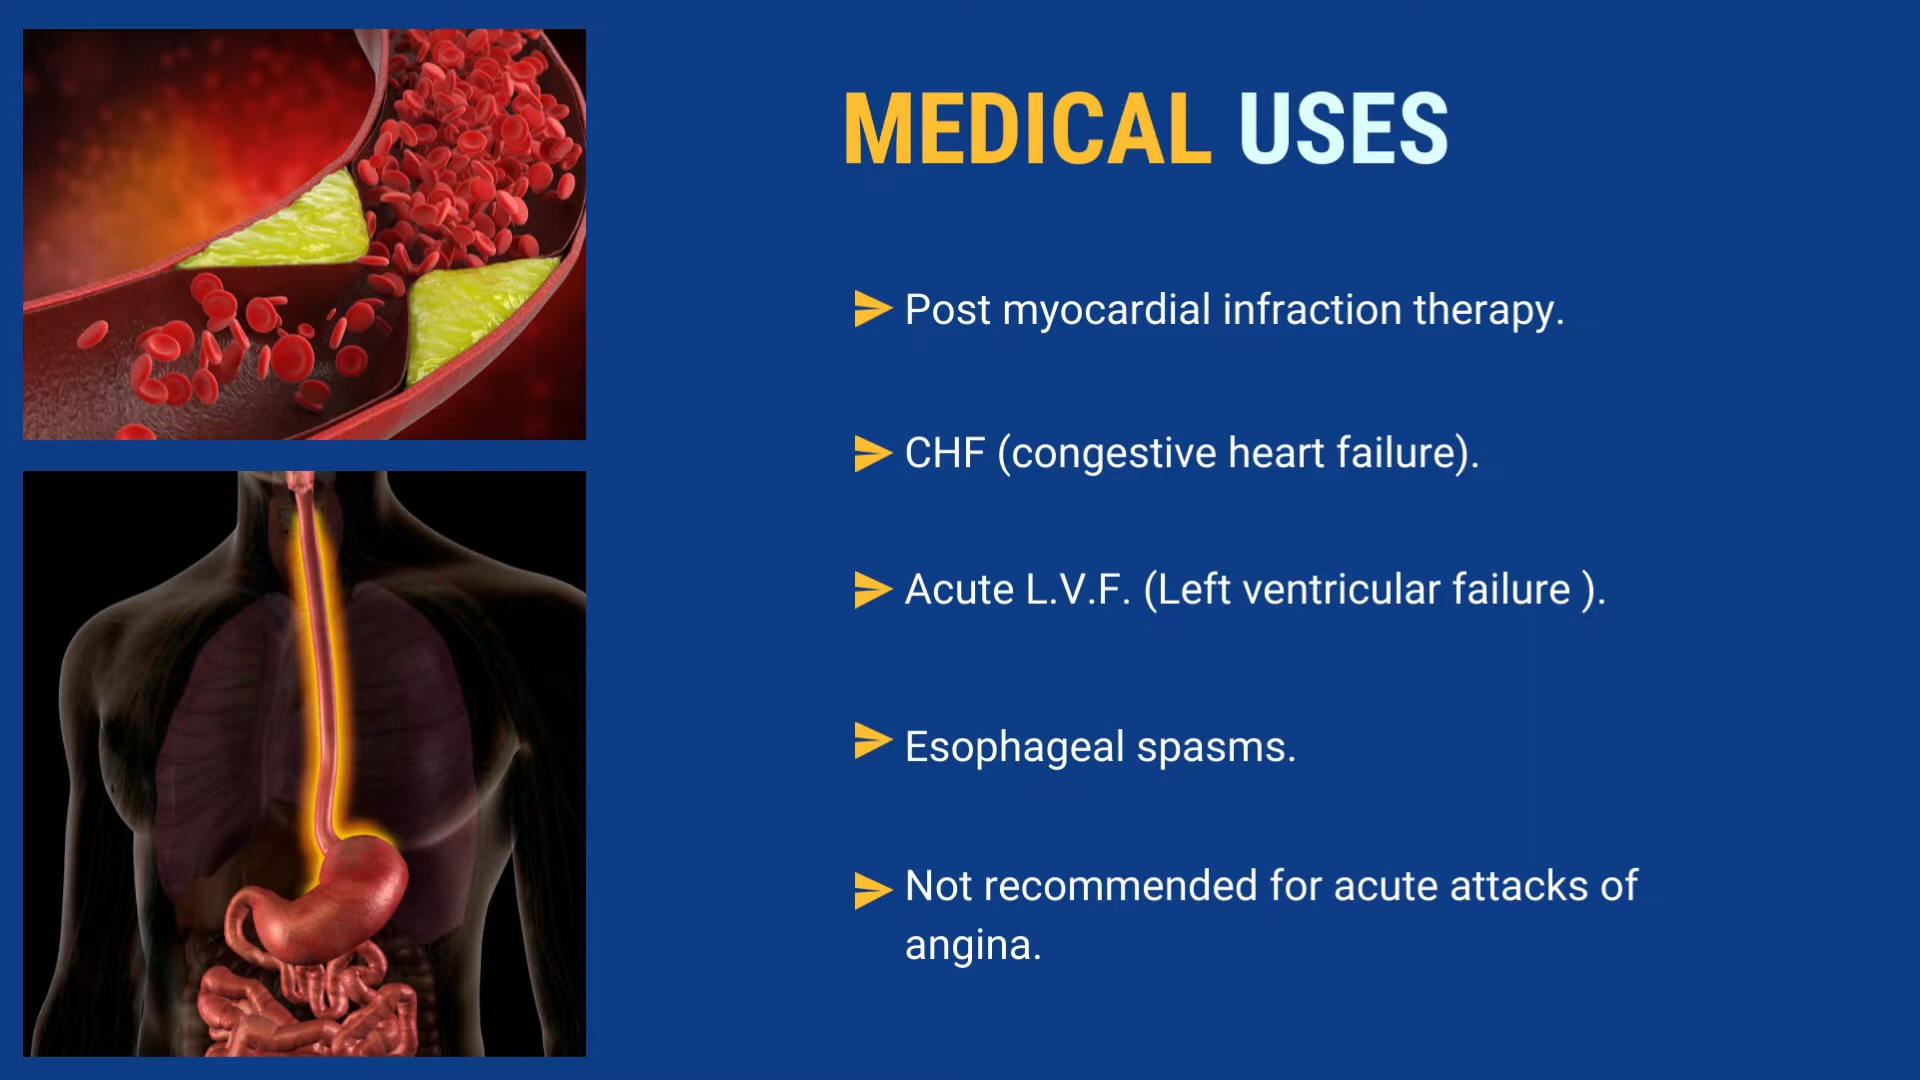 MEDICAL USES
Post myocardial infraction therapy.
CHF (congestive heart failure).
Acute L.V.F. (Left ventricular failure ).
Esophageal spasms.
Not recommended for acute attacks of
angina.